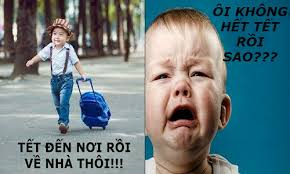 TẾT ĐẾN NƠI RỒI
VỀ NHÀ THÔI!!!
ÔI KHÔNG
HẾT TẾT
RỒI
SAO???